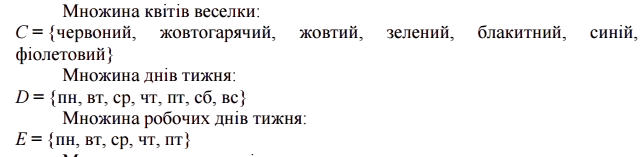 Множина квітів веселки:
C = {червоний, жовтогарячий, жовтий, зелений, блакитний, синій,
фіолетовий}
Множина днів тижня:
D = {пн, вт, ср, чт, пт, сб, вс}
Множина робочих днів тижня:
E = {пн, вт, ср, чт, пт}